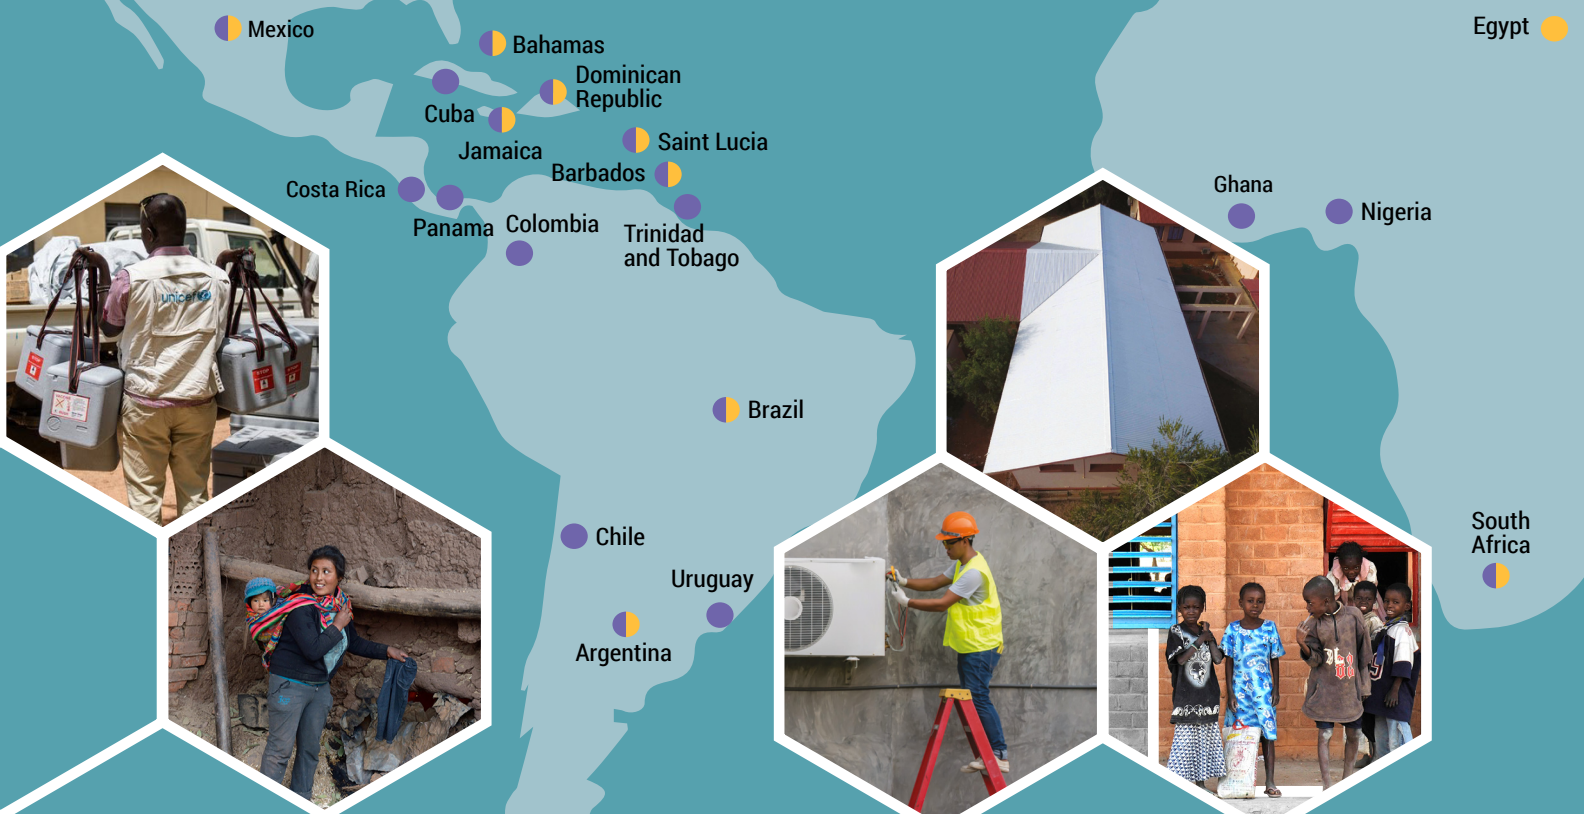 Mexico
Bahamas
Dominican
Republic
Cuba
Jamaica
Saint Lucia
Barbados
Costa Rica
Panama
Colombia
Trinidad
and Tobago
Brazil
Chile
Uruguay
Argentina
Egypt
Ghana
Nigeria
South
Africa
unicef
STOP